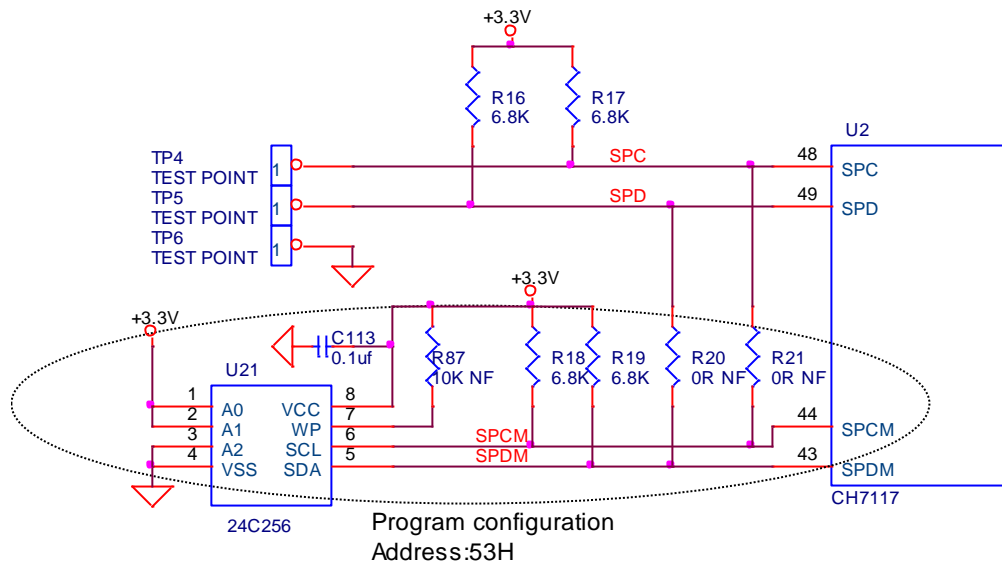 +3.3V
R16
6.8K
R17
6.8K
U2
TP4
TEST POINT
1
SPC
48
SPC
TP5
TEST POINT
1
SPD
49
SPD
TP6
TEST POINT
1
+3.3V
+3.3V
C113
0.1uf
R87
10K NF
R18
6.8K
R19
6.8K
R20
0R NF
R21
0R NF
U21
1
A0
VCC
8
2
A1
WP
7
3
A2
SCL
6
SPCM
44
SPCM
4
VSS
SDA
5
SPDM
43
SPDM
CH7117
24C256
Program configuration
Address:53H